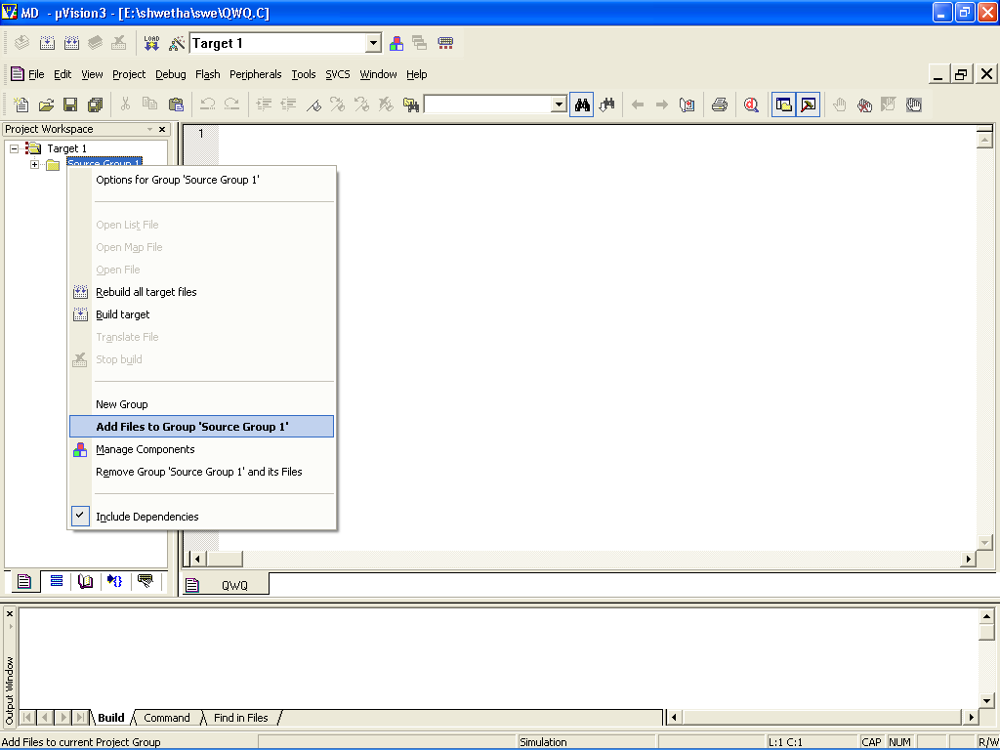 MD - µVision3 - [E:\shwetha\swe\QWQ.C]
LOAD
Target 1
File Edit View Project Debug Flash Peripherals Tools SVCS Window Help
Project Workspace
1
Target 1
Source Group 1
Options for Group 'Source Group 1'
Open List File
Open Map File
Open File
Rebuild all target files
Build target
Translate File
Stop build
New Group
Add Files to Group 'Source Group 1'
Manage Components
Remove Group 'Source Group 1' and its Files
Include Dependencies
QWQ
Output Window
Build Command Find in Files
Add Files to current Project Group Simulation L:1 C:1 CAP NUM R/W